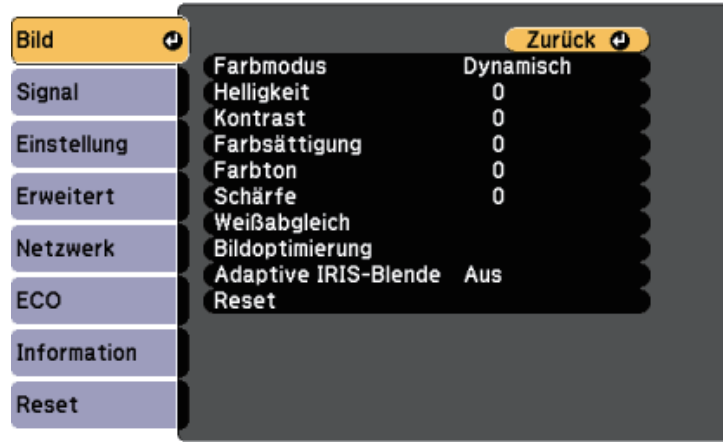 Bild
Signal
Einstellung
Erweitert
Netzwerk
ECO
Information
Reset
Zurück
Farbmodus Dynamisch
Helligkeit 0
Kontrast 0
Farbsättigung 0
Farbton 0
Schärfe 0
Weißabgleich
Bildoptimierung
Adaptive IRIS-Blende Aus
Reset